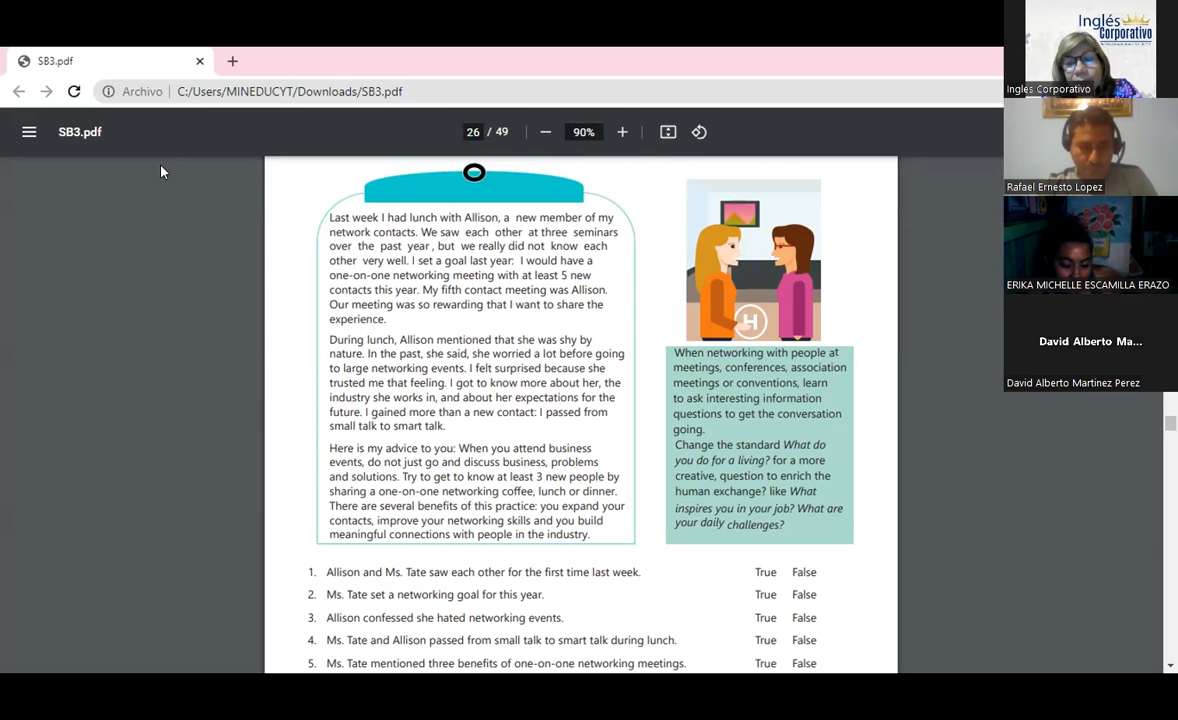 SB3.pdf
Archivo
C:/Users/MINEDUCYT/Downloads/SB3.pdf
SB3.pdf
26 / 49
90%
Last week I had lunch with Allison, a new member of my
network contacts. We saw each other at three seminars
over the past year, but we really did not know each
other very well. I set a goal last year: I would have a
one-on-one networking meeting with at least 5 new
contacts this year. My fifth contact meeting was Allison.
Our meeting was so rewarding that I want to share the
experience.
During lunch, Allison mentioned that she was shy by
nature. In the past, she said, she worried a lot before going
to large networking events. I felt surprised because she
trusted me that feeling. I got to know more about her, the
industry she works in, and about her expectations for the
future. I gained more than a new contact: I passed from
small talk to smart talk.
Here is my advice to you: When you attend business
events, do not just go and discuss business, problems
and solutions. Try to get to know at least 3 new people by
sharing a one-on-one networking coffee, lunch or dinner.
There are several benefits of this practice: you expand your
contacts, improve your networking skills and you build
meaningful connections with people in the industry.
H
When networking with people at
meetings, conferences, association
meetings or conventions, learn
to ask interesting information
questions to get the conversation
going.
Change the standard What do
you do for a living? for a more
creative, question to enrich the
human exchange? like What
inspires you in your job? What are
your daily challenges?
1. Allison and Ms. Tate saw each other for the first time last week. True False
2. Ms. Tate set a networking goal for this year. True False
3. Allison confessed she hated networking events. True False
4. Ms. Tate and Allison passed from small talk to smart talk during lunch. True False
5. Ms. Tate mentioned three benefits of one-on-one networking meetings. True False
Inglés
Corporativo
Inglés Corporativo
Rafael Ernesto Lopez
ERIKA MICHELLE ESCAMILLA ERAZO
David Alberto Ma...
David Alberto Martinez Perez